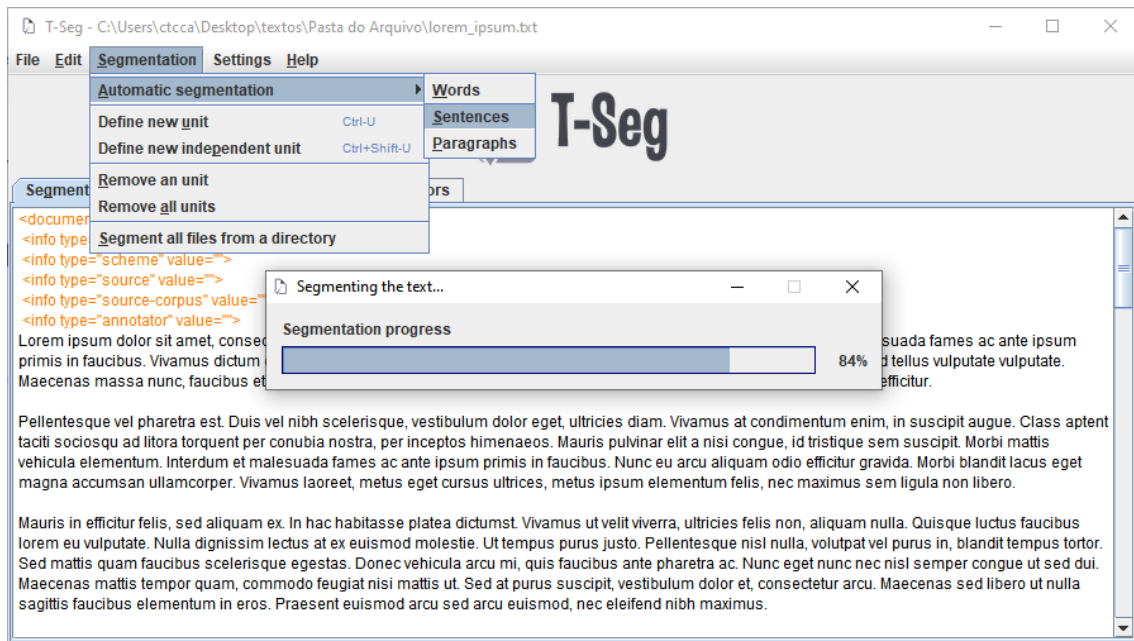 T-Seg - C:\Users\ctcca\Desktop\textos\Pasta do Arquivo\lorem_ipsum.txt
File Edit Segmentation Settings Help
Automatic segmentation
Words
Sentences
Paragraphs
Define new unit Ctrl-U
Define new independent unit Ctrl+Shift-U
Remove an unit
Remove all units
Segment all files from a directory
T-Seg
<info type="scheme" value="">
<info type="source" value="">
<info type="source-corpus" value="
<info type="annotator" value="">
Segmenting the text...
Segmentation progress
84%
Lorem ipsum dolor sit amet, suada fames ac ante ipsum
primis in faucibus. Vivamus dictum tellus vulputate vulputate.
Maecenas massa nunc, faucibus et efficitur.
Pellentesque vel pharetra est. Duis vel nibh scelerisque, vestibulum dolor eget, ultricies diam. Vivamus at condimentum enim, in suscipit augue. Class aptent
taciti sociosqu ad litora torquent per conubia nostra, per inceptos himenaeos. Mauris pulvinar elit a nisi congue, id tristique sem suscipit. Morbi mattis
vehicula elementum. Interdum et malesuada fames ac ante ipsum primis in faucibus. Nunc eu arcu aliquam odio efficitur gravida. Morbi blandit lacus eget
magna accumsan ullamcorper. Vivamus laoreet, metus eget cursus ultrices, metus ipsum elementum felis, nec maximus sem ligula non libero.
Mauris in efficitur felis, sed aliquam ex. In hac habitasse platea dictumst. Vivamus ut velit viverra, ultricies felis non, aliquam nulla. Quisque luctus faucibus
lorem eu vulputate. Nulla dignissim lectus at ex euismod molestie. Ut tempus purus justo. Pellentesque nisl nulla, volutpat vel purus in, blandit tempus tortor.
Sed mattis quam faucibus scelerisque egestas. Donec vehicula arcu mi, quis faucibus ante pharetra ac. Nunc eget nunc nec nisl semper congue ut sed dui.
Maecenas mattis tempor quam, commodo feugiat nisi mattis ut. Sed at purus suscipit, vestibulum dolor et, consectetur arcu. Maecenas sed libero ut nulla
sagittis faucibus elementum in eros. Praesent euismod arcu sed arcu euismod, nec eleifend nibh maximus.